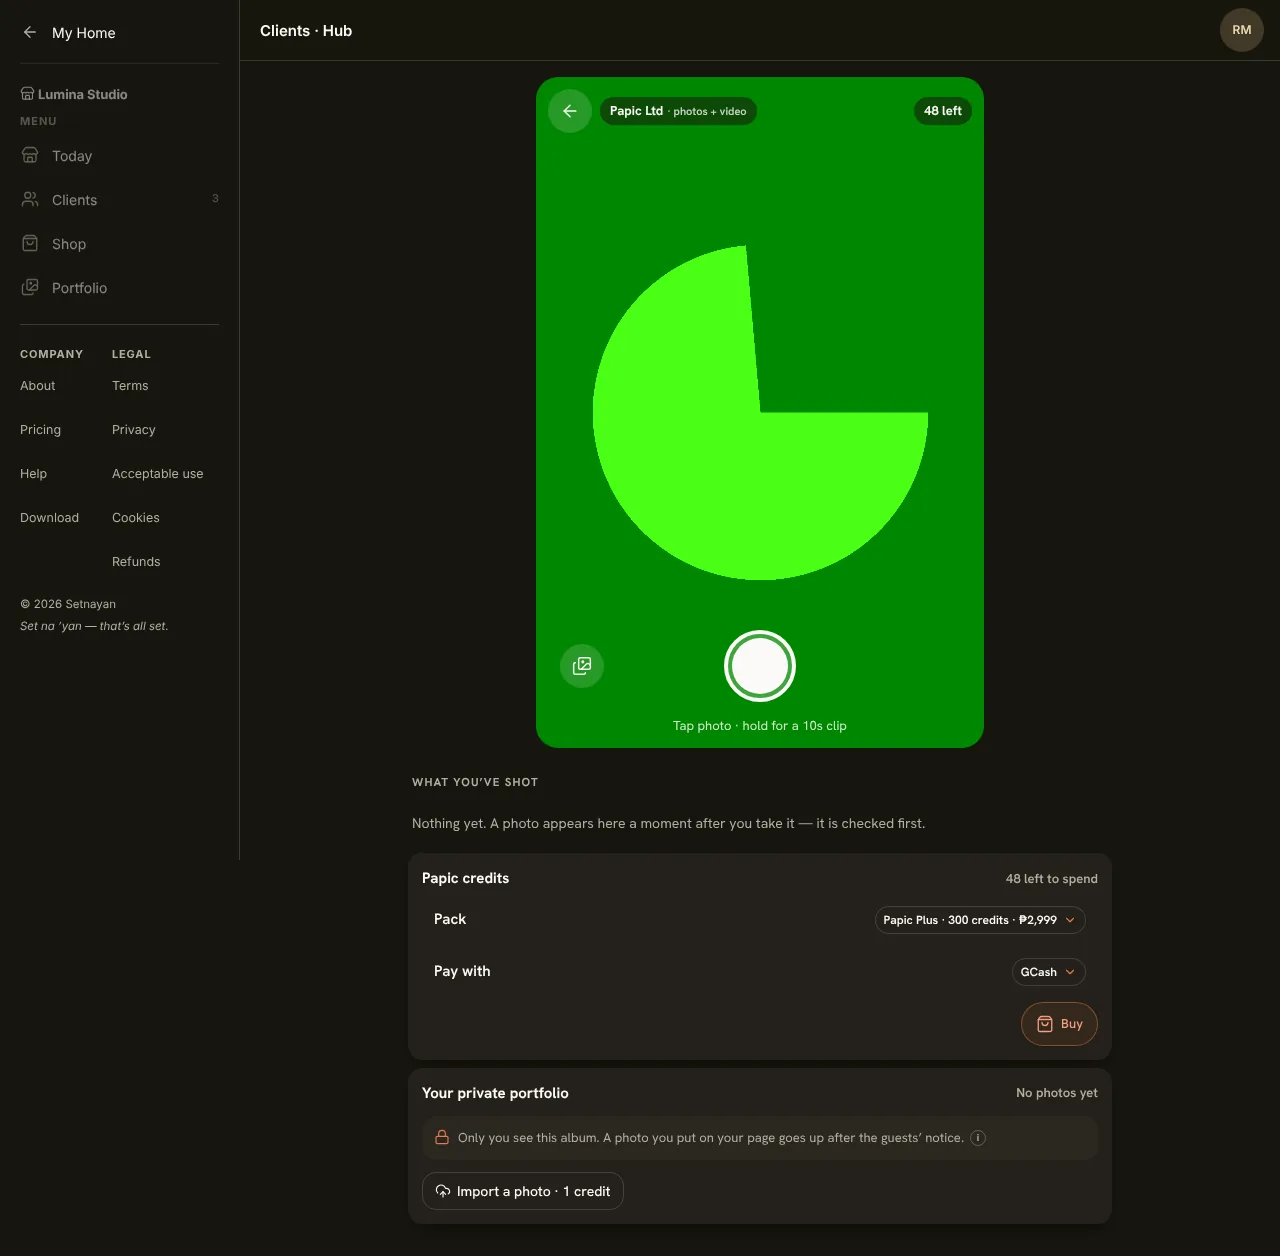 My Home
Clients · Hub
RM
Lumina Studio
MENU
Today
Clients 3
Shop
Portfolio
COMPANY LEGAL
About Terms
Pricing Privacy
Help Acceptable use
Download Cookies
Refunds
© 2026 Setnayan
Set na 'yan — that's all set.
Papic Ltd · photos + video
48 left
Tap photo · hold for a 10s clip
WHAT YOU'VE SHOT
Nothing yet. A photo appears here a moment after you take it — it is checked first.
Papic credits 48 left to spend
Pack Papic Plus · 300 credits · ₱2,999
Pay with GCash
Buy
Your private portfolio No photos yet
Only you see this album. A photo you put on your page goes up after the guests’ notice. i
Import a photo · 1 credit